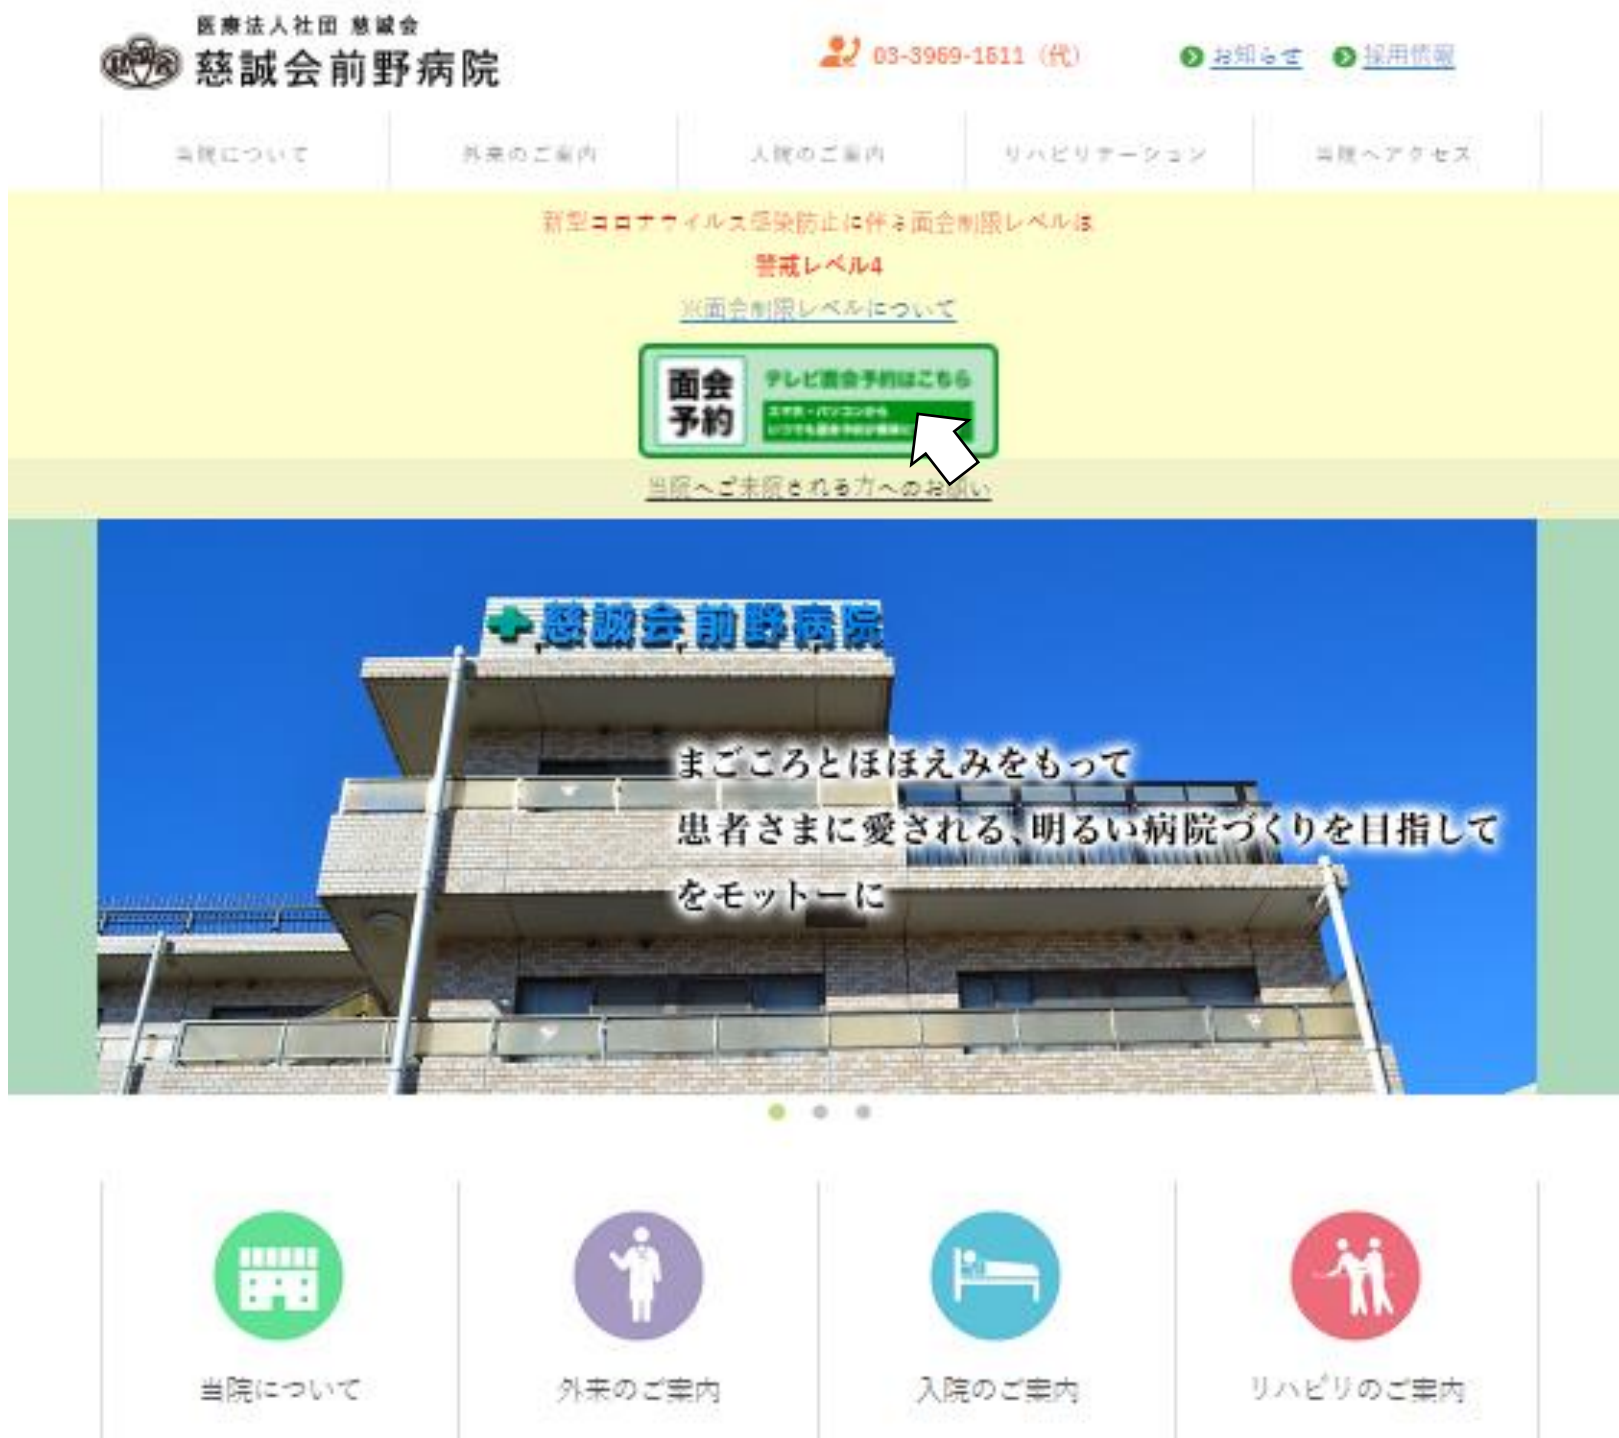 医療法人社団 慈誠会
慈誠会前野病院
03-3969-1611（代）
お知らせ
採用情報
当院について
外来のご案内
入院のご案内
リハビリテーション
当院へアクセス
新型コロナウイルス感染防止に伴う面会制限レベルは
警戒レベル4
※面会制限レベルについて
面会
予約
テレビ面会予約はこちら
スマホ・パソコンから
当院へご来院される方へのお願い
慈誠会前野病院
まごころとほほえみをもって
患者さまに愛される、明るい病院づくりを目指して
をモットーに
当院について
外来のご案内
入院のご案内
リハビリのご案内